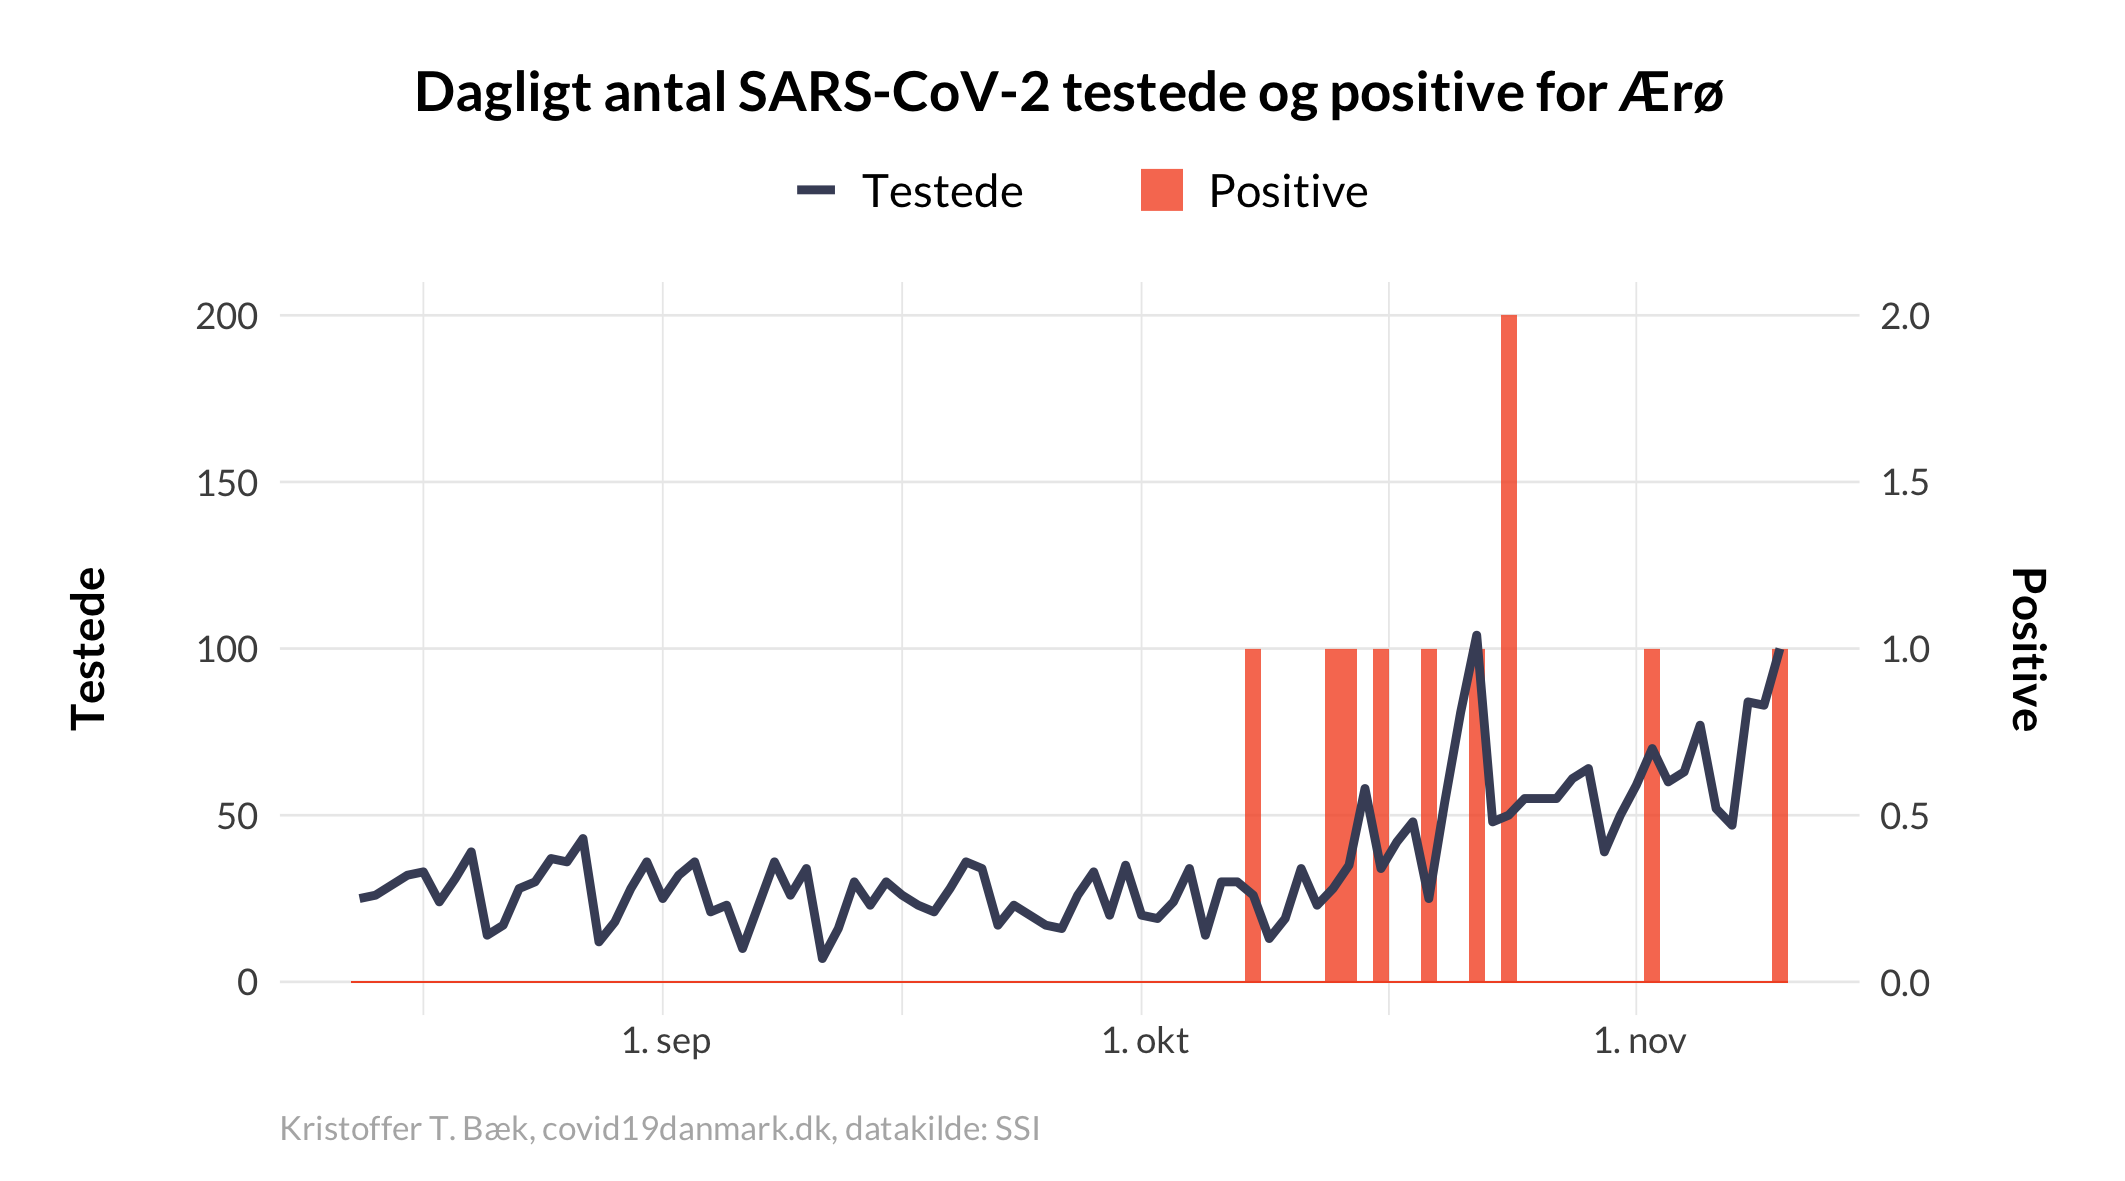 Dagligt antal SARS-CoV-2 testede og positive for Ærø
Testede
Positive
200
150
100
50
0
Testede
2.0
1.5
1.0
0.5
0.0
Positive
1. sep
1. okt
1. nov
Kristoffer T. Bæk, covid19danmark.dk, datakilde: SSI